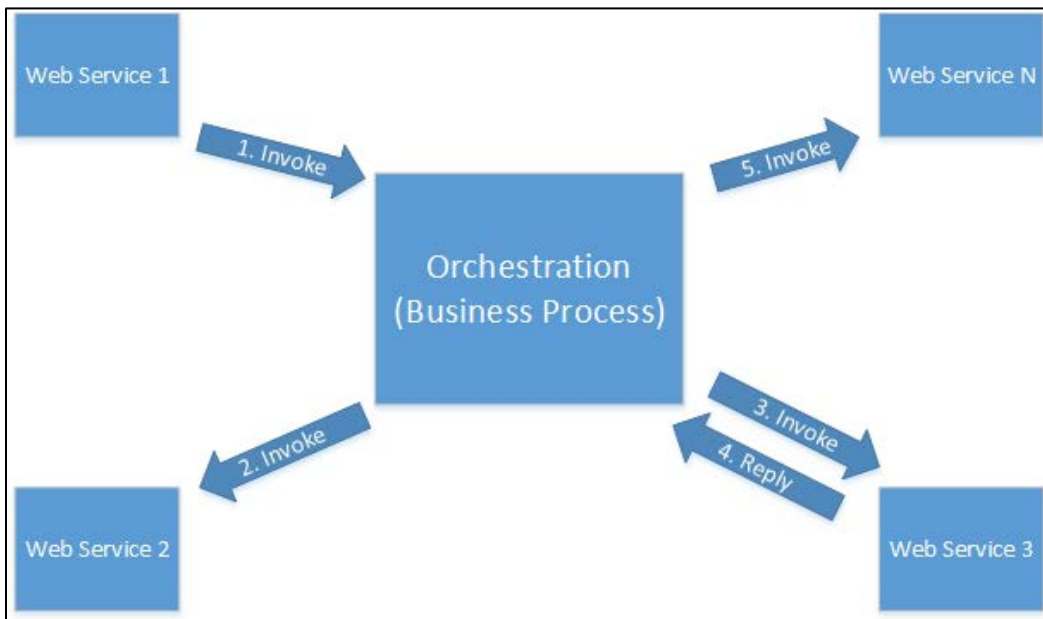 Web Service 1
Web Service N
1. Invoke
5. Invoke
Orchestration
(Business Process)
3. Invoke
4. Reply
2. Invoke
Web Service 2
Web Service 3